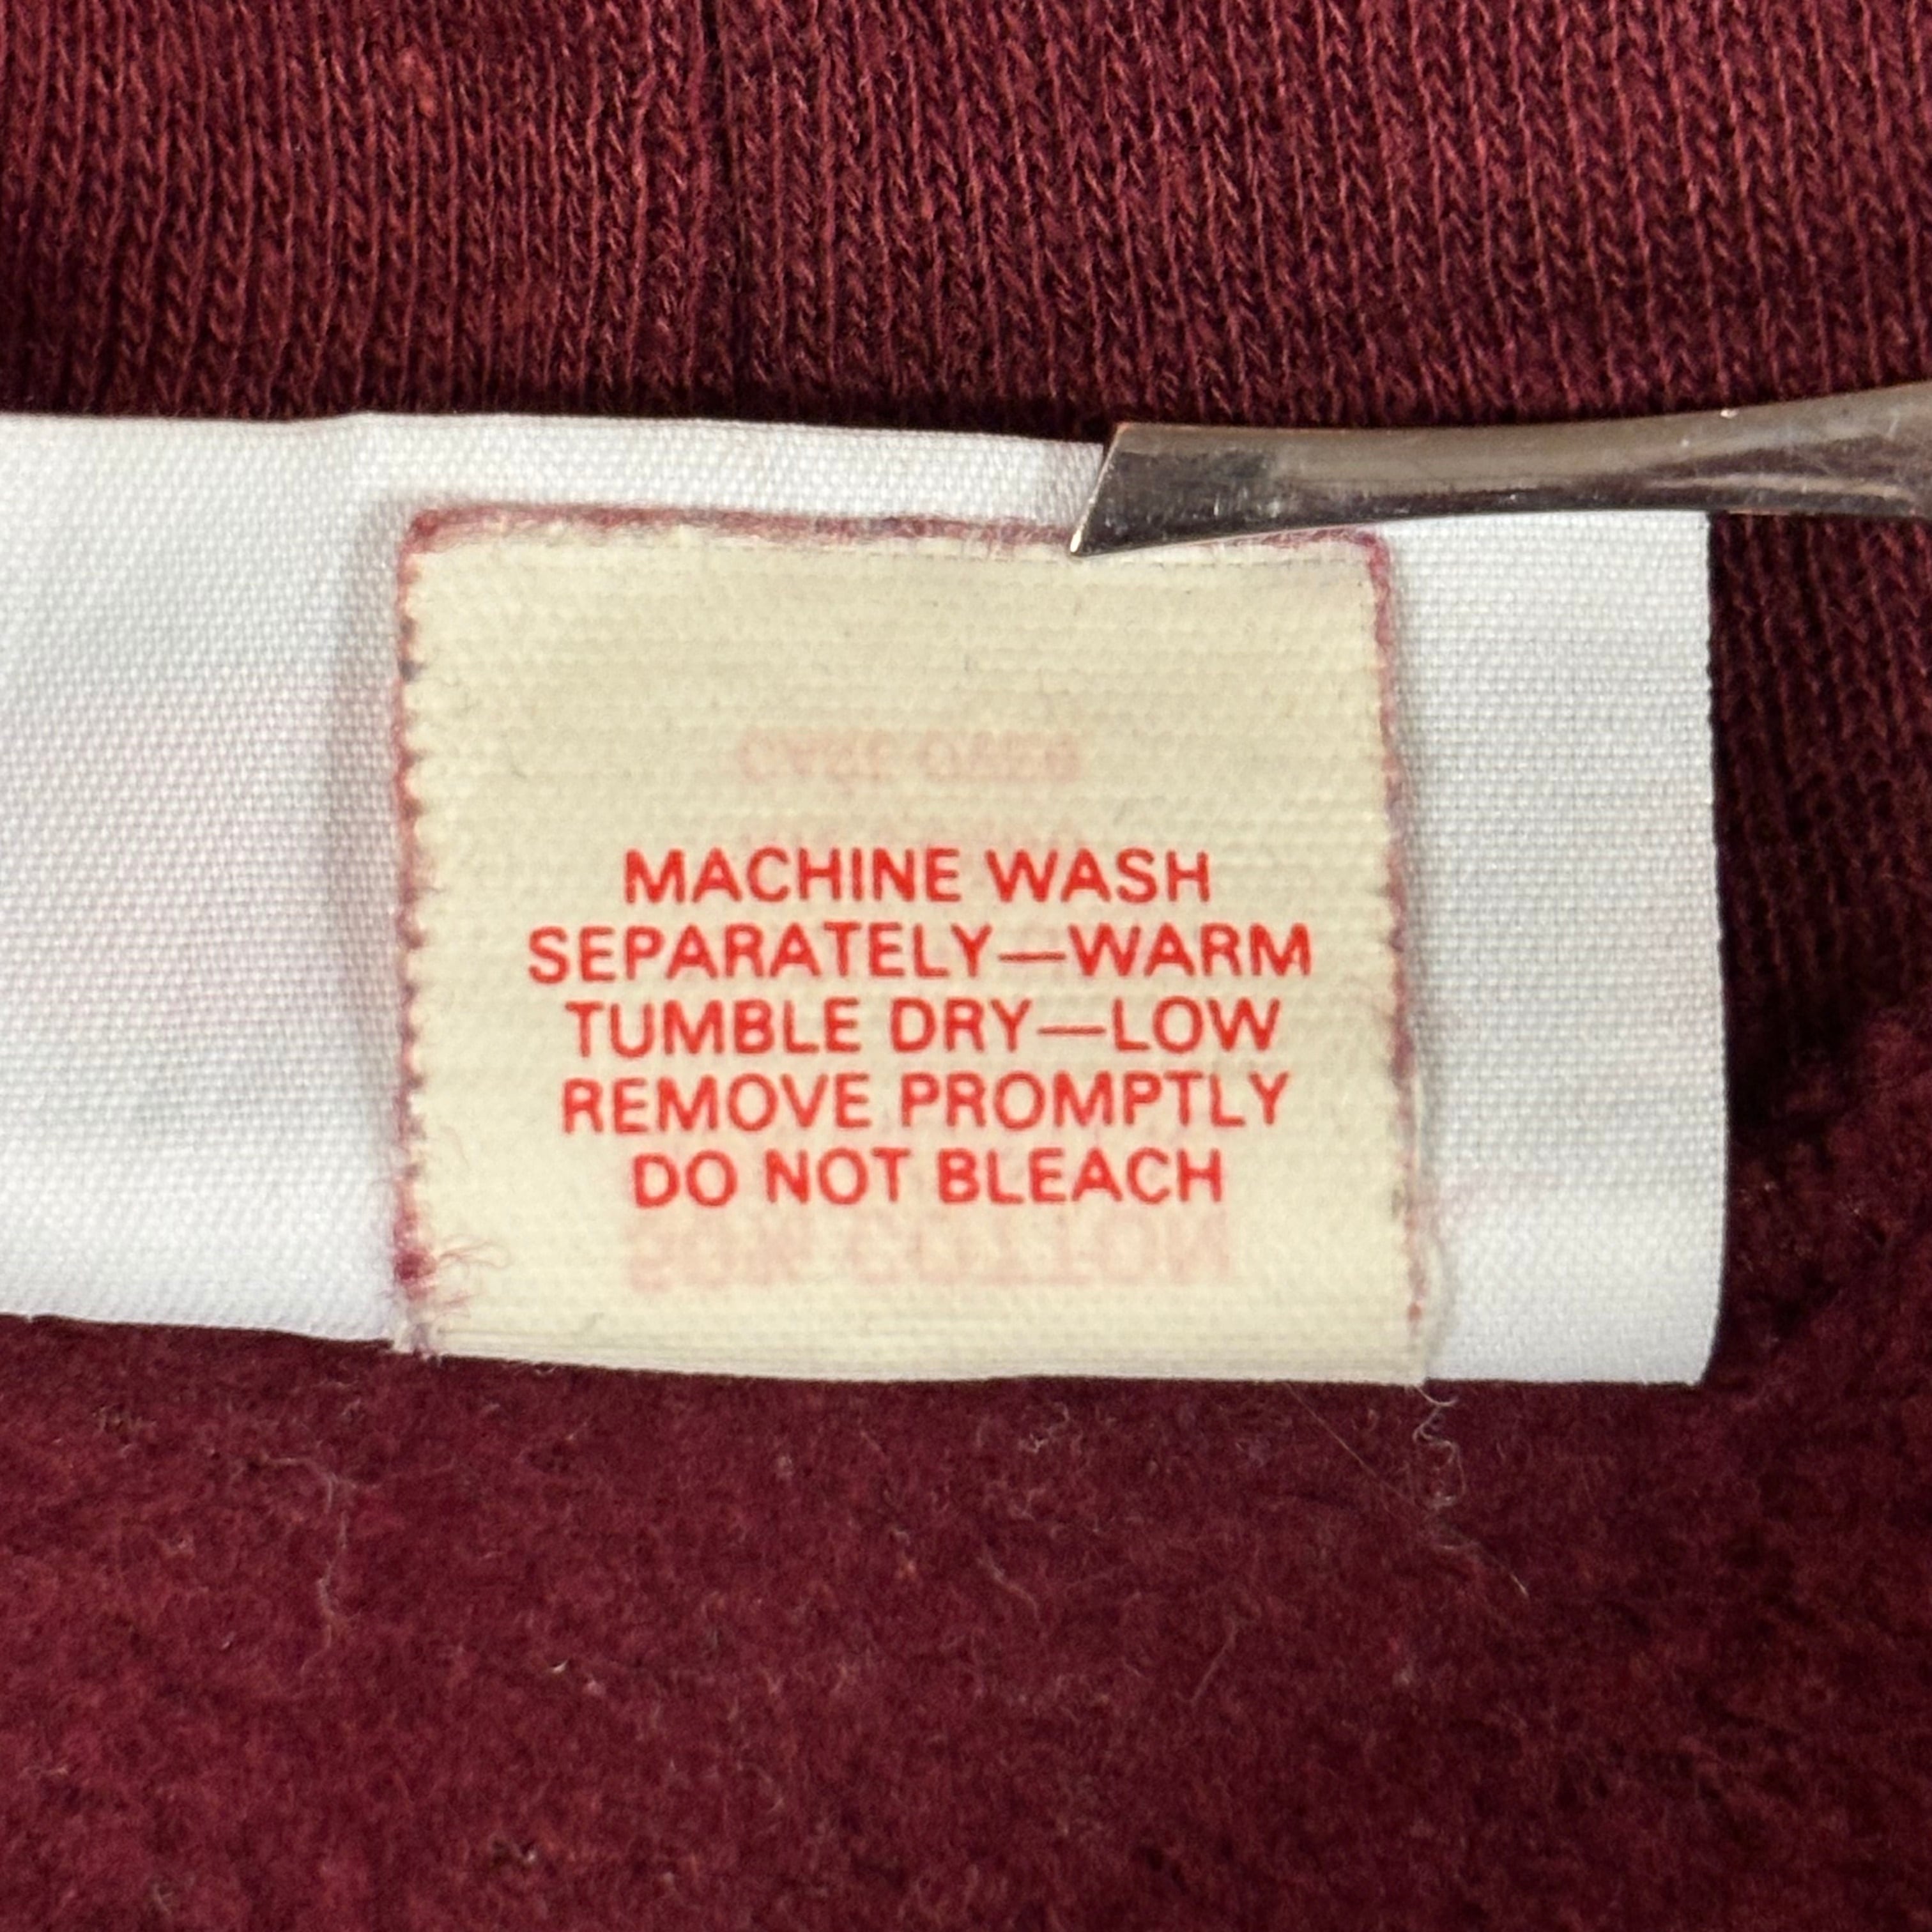 MACHINE WASH
SEPARATELY—WARM
TUMBLE DRY—LOW
REMOVE PROMPTLY
DO NOT BLEACH